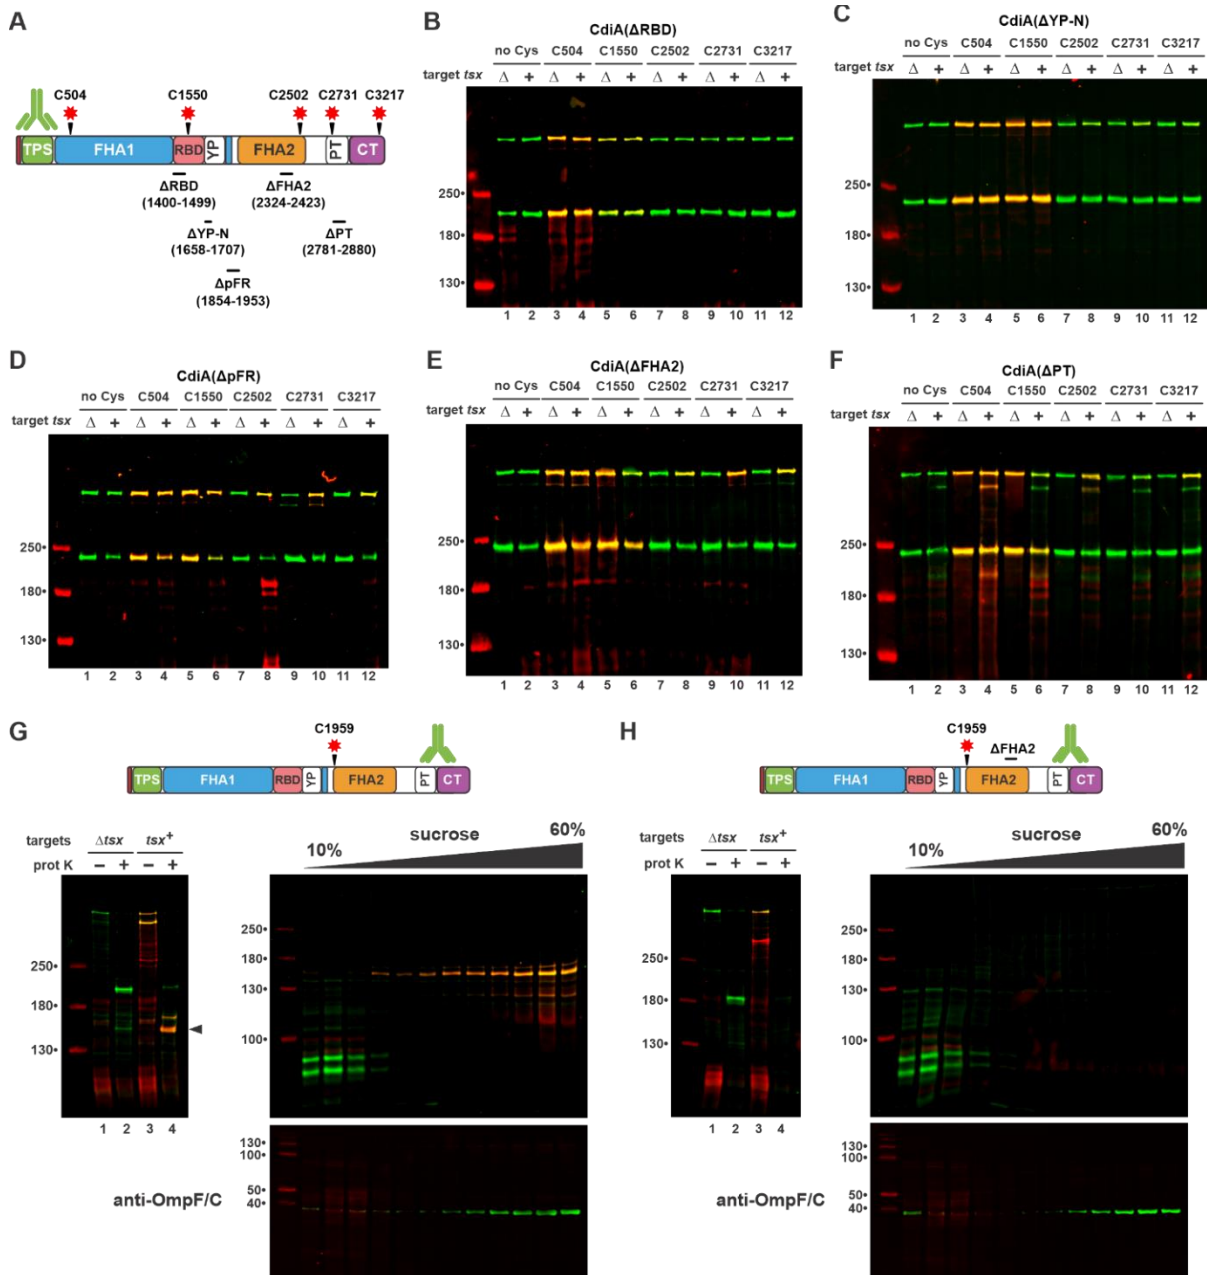 A
C504 C1550 C2502 C2731 C3217
TPS FHA1 RBD YP FHA2 PT CT
ΔRBD
(1400-1499)
ΔFHA2
(2324-2423)
ΔYP-N
(1658-1707)
ΔPT
(2781-2880)
ΔpFR
(1854-1953)
B
CdiA(ΔRBD)
no Cys C504 C1550 C2502 C2731 C3217
target tsx Δ + Δ + Δ + Δ + Δ + Δ +
250•
180•
130•
1 2 3 4 5 6 7 8 9 10 11 12
C
CdiA(ΔYP-N)
no Cys C504 C1550 C2502 C2731 C3217
target tsx Δ + Δ + Δ + Δ + Δ + Δ +
250•
180•
130•
1 2 3 4 5 6 7 8 9 10 11 12
D
CdiA(ΔpFR)
no Cys C504 C1550 C2502 C2731 C3217
target tsx Δ + Δ + Δ + Δ + Δ + Δ +
250•
180•
130•
1 2 3 4 5 6 7 8 9 10 11 12
E
CdiA(ΔFHA2)
no Cys C504 C1550 C2502 C2731 C3217
target tsx Δ + Δ + Δ + Δ + Δ + Δ +
250•
180•
130•
1 2 3 4 5 6 7 8 9 10 11 12
F
CdiA(ΔPT)
no Cys C504 C1550 C2502 C2731 C3217
target tsx Δ + Δ + Δ + Δ + Δ + Δ +
250•
180•
130•
1 2 3 4 5 6 7 8 9 10 11 12
G
C1959
TPS FHA1 RBD YP FHA2 PT CT
targets Δtsx tsx+
prot K − + − +
250•
180•
130•
1 2 3 4
10% sucrose 60%
250•
180•
130•
100•
anti-OmpF/C
130•
100•
50•
40•
H
C1959
ΔFHA2
TPS FHA1 RBD YP FHA2 PT CT
targets Δtsx tsx+
prot K − + − +
250•
180•
130•
1 2 3 4
10% sucrose 60%
250•
180•
130•
100•
anti-OmpF/C
130•
100•
50•
40•